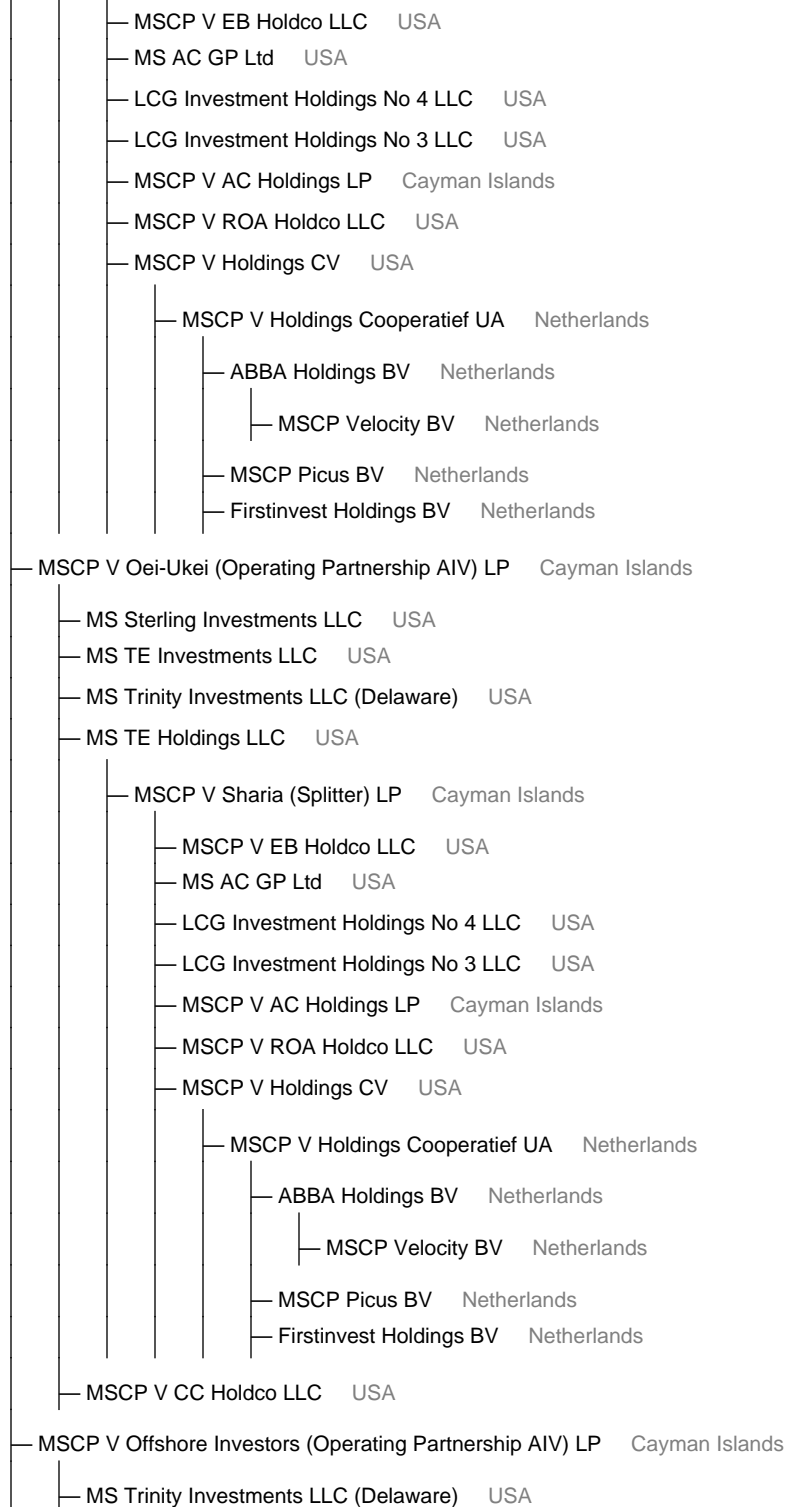 MSCP V EB Holdco LLC USA
MS AC GP Ltd USA
LCG Investment Holdings No 4 LLC USA
LCG Investment Holdings No 3 LLC USA
MSCP V AC Holdings LP Cayman Islands
MSCP V ROA Holdco LLC USA
MSCP V Holdings CV USA
MSCP V Holdings Cooperatief UA Netherlands
ABBA Holdings BV Netherlands
MSCP Velocity BV Netherlands
MSCP Picus BV Netherlands
Firstinvest Holdings BV Netherlands
MSCP V Oei-Ukei (Operating Partnership AIV) LP Cayman Islands
MS Sterling Investments LLC USA
MS TE Investments LLC USA
MS Trinity Investments LLC (Delaware) USA
MS TE Holdings LLC USA
MSCP V Sharia (Splitter) LP Cayman Islands
MSCP V EB Holdco LLC USA
MS AC GP Ltd USA
LCG Investment Holdings No 4 LLC USA
LCG Investment Holdings No 3 LLC USA
MSCP V AC Holdings LP Cayman Islands
MSCP V ROA Holdco LLC USA
MSCP V Holdings CV USA
MSCP V Holdings Cooperatief UA Netherlands
ABBA Holdings BV Netherlands
MSCP Velocity BV Netherlands
MSCP Picus BV Netherlands
Firstinvest Holdings BV Netherlands
MSCP V CC Holdco LLC USA
MSCP V Offshore Investors (Operating Partnership AIV) LP Cayman Islands
MS Trinity Investments LLC (Delaware) USA